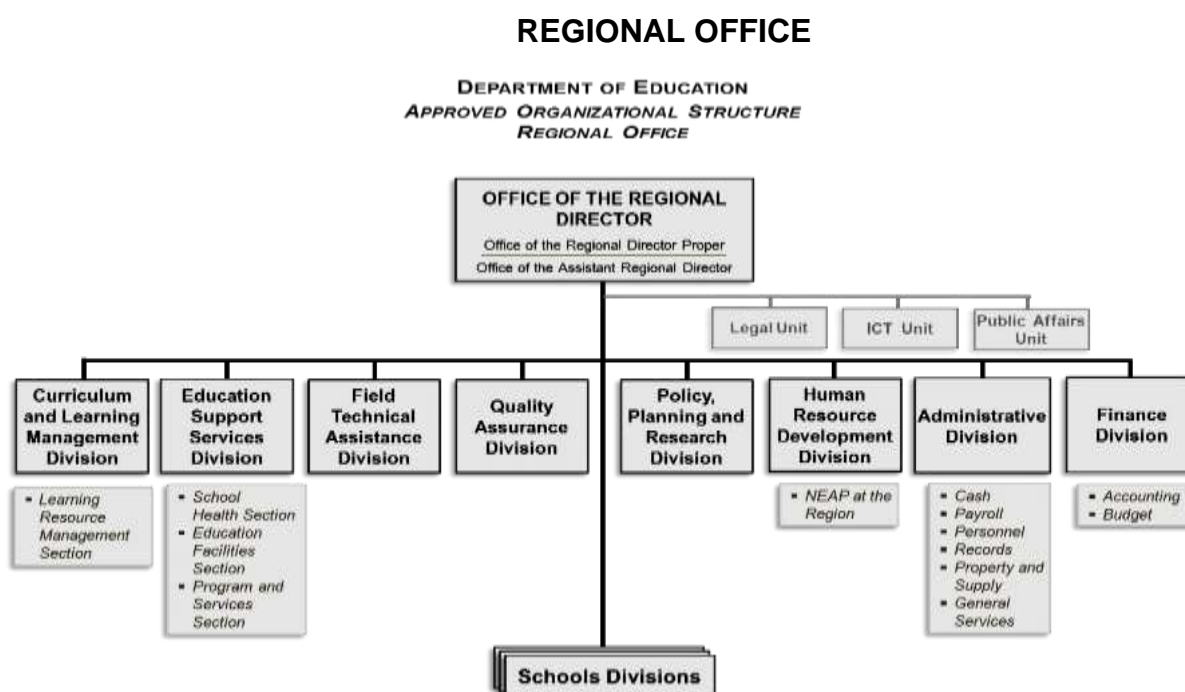 REGIONAL OFFICE
DEPARTMENT OF EDUCATION
APPROVED ORGANIZATIONAL STRUCTURE
REGIONAL OFFICE
OFFICE OF THE REGIONAL
DIRECTOR
Office of the Regional Director Proper
Office of the Assistant Regional Director
Legal Unit
ICT Unit
Public Affairs
Unit
Curriculum
and Learning
Management
Division
Education
Support
Services
Division
Field
Technical
Assistance
Division
Quality
Assurance
Division
Policy,
Planning and
Research
Division
Human
Resource
Development
Division
Administrative
Division
Finance
Division
▪ Learning
Resource
Management
Section
▪ School
Health Section
▪ Education
Facilities
Section
▪ Program and
Services
Section
▪ NEAP at the
Region
▪ Cash
▪ Payroll
▪ Personnel
▪ Records
▪ Property and
Supply
▪ General
Services
▪ Accounting
▪ Budget
Schools Divisions